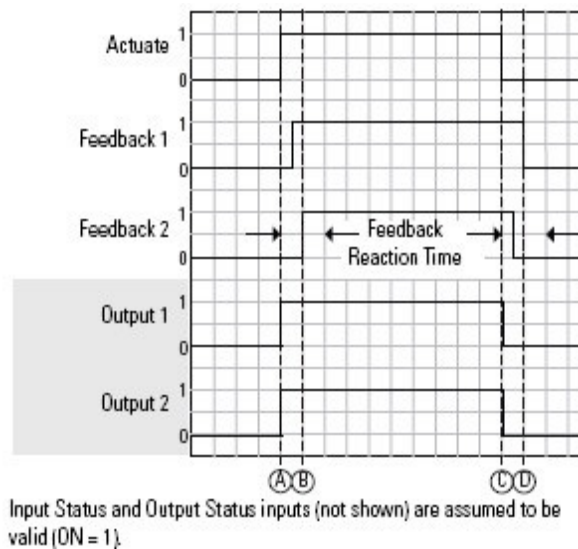 Actuate
1
0
Feedback 1
1
0
Feedback 2
1
0
Feedback
Reaction Time
Output 1
1
0
Output 2
1
0
A B C D
Input Status and Output Status inputs (not shown) are assumed to be
valid (ON = 1).